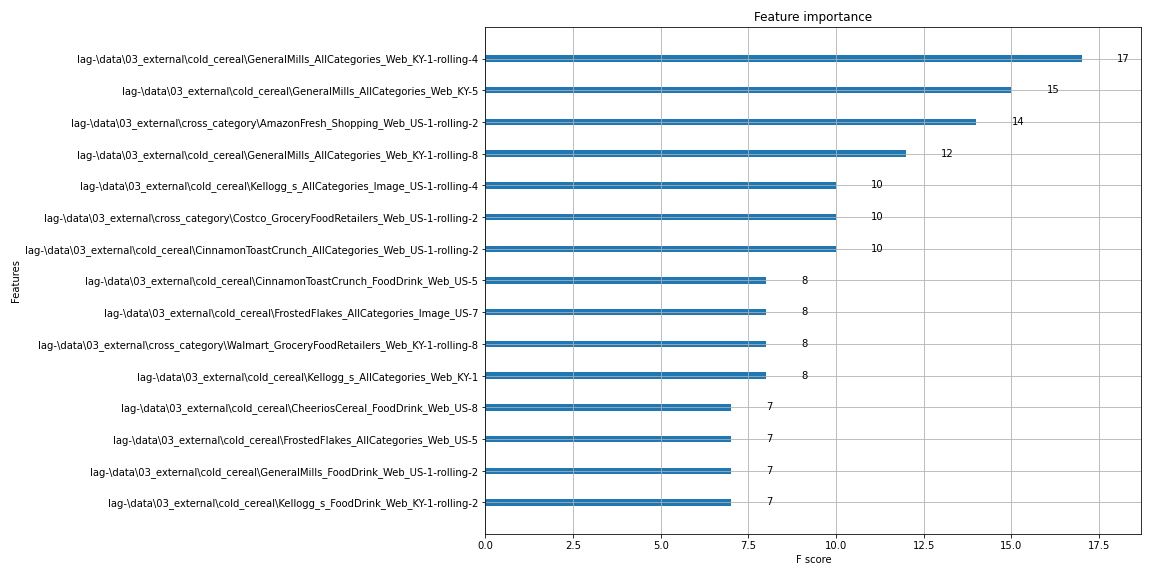 Feature importance
Features
lag-\data\03_external\cold_cereal\GeneralMills_AllCategories_Web_KY-1-rolling-4 17
lag-\data\03_external\cold_cereal\GeneralMills_AllCategories_Web_KY-5 15
lag-\data\03_external\cross_category\AmazonFresh_Shopping_Web_US-1-rolling-2 14
lag-\data\03_external\cold_cereal\GeneralMills_AllCategories_Web_KY-1-rolling-8 12
lag-\data\03_external\cold_cereal\Kellogg_s_AllCategories_Image_US-1-rolling-4 10
lag-\data\03_external\cross_category\Costco_GroceryFoodRetailers_Web_US-1-rolling-2 10
lag-\data\03_external\cold_cereal\CinnamonToastCrunch_AllCategories_Web_US-1-rolling-2 10
lag-\data\03_external\cold_cereal\CinnamonToastCrunch_FoodDrink_Web_US-5 8
lag-\data\03_external\cold_cereal\FrostedFlakes_AllCategories_Image_US-7 8
lag-\data\03_external\cross_category\Walmart_GroceryFoodRetailers_Web_KY-1-rolling-8 8
lag-\data\03_external\cold_cereal\Kellogg_s_AllCategories_Web_KY-1 8
lag-\data\03_external\cold_cereal\CheeriosCereal_FoodDrink_Web_US-8 7
lag-\data\03_external\cold_cereal\FrostedFlakes_AllCategories_Web_US-5 7
lag-\data\03_external\cold_cereal\GeneralMills_FoodDrink_Web_US-1-rolling-2 7
lag-\data\03_external\cold_cereal\Kellogg_s_FoodDrink_Web_KY-1-rolling-2 7
0.0 2.5 5.0 7.5 10.0 12.5 15.0 17.5
F score